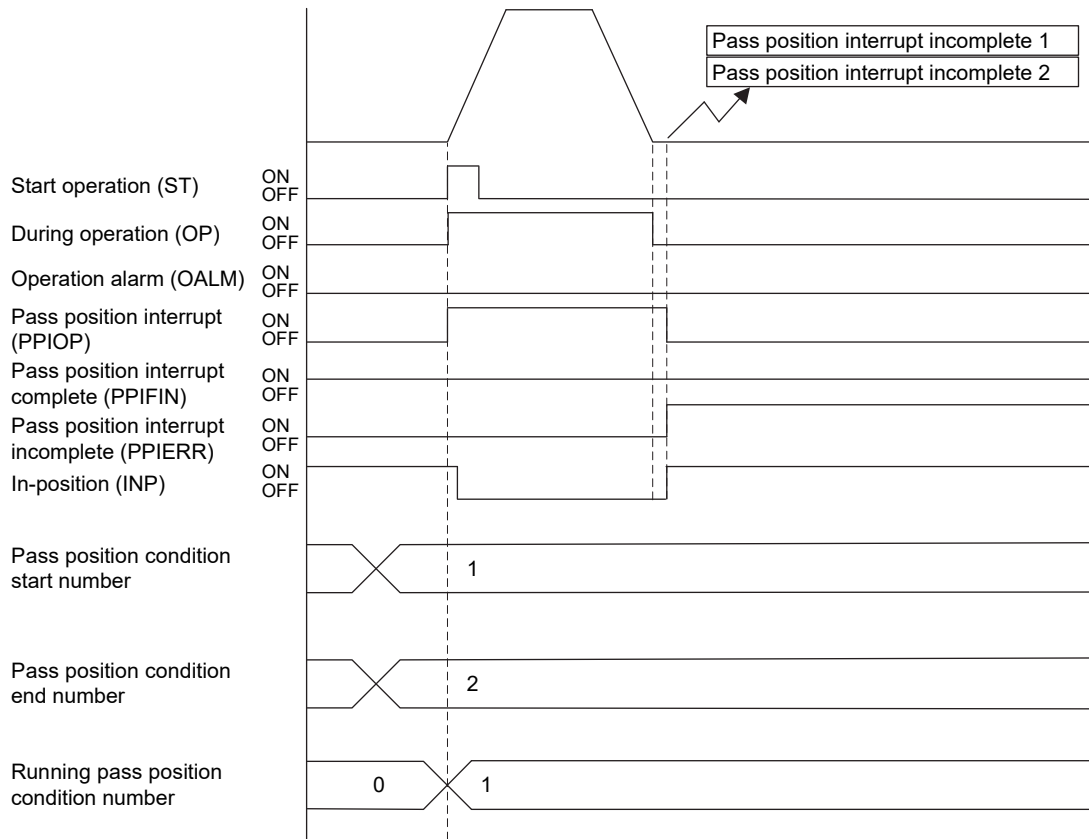 Pass position interrupt incomplete 1
Pass position interrupt incomplete 2
Start operation (ST)
ON
OFF
During operation (OP)
ON
OFF
Operation alarm (OALM)
ON
OFF
Pass position interrupt
(PPIOP)
ON
OFF
Pass position interrupt
complete (PPIFIN)
ON
OFF
Pass position interrupt
incomplete (PPIERR)
ON
OFF
In-position (INP)
ON
OFF
Pass position condition
start number
1
Pass position condition
end number
2
Running pass position
condition number
0
1